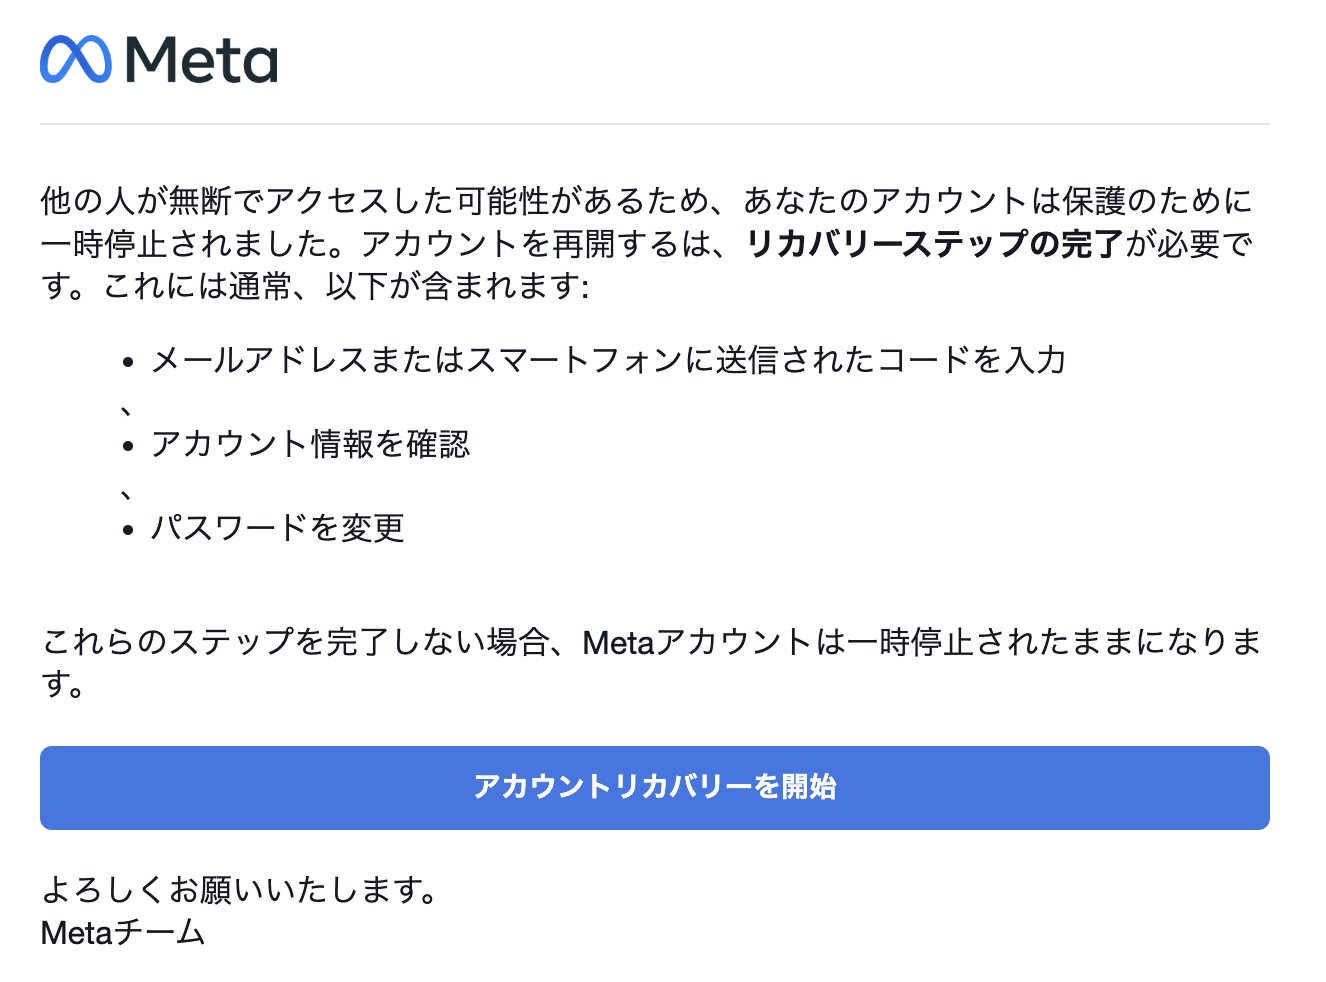 Meta
他の人が無断でアクセスした可能性があるため、あなたのアカウントは保護のために
一時停止されました。アカウントを再開するは、リカバリーステップの完了が必要で
す。これには通常、以下が含まれます:
• メールアドレスまたはスマートフォンに送信されたコードを入力
、
• アカウント情報を確認
、
• パスワードを変更
これらのステップを完了しない場合、Metaアカウントは一時停止されたままになりま
す。
アカウントリカバリーを開始
よろしくお願いいたします。
Metaチーム